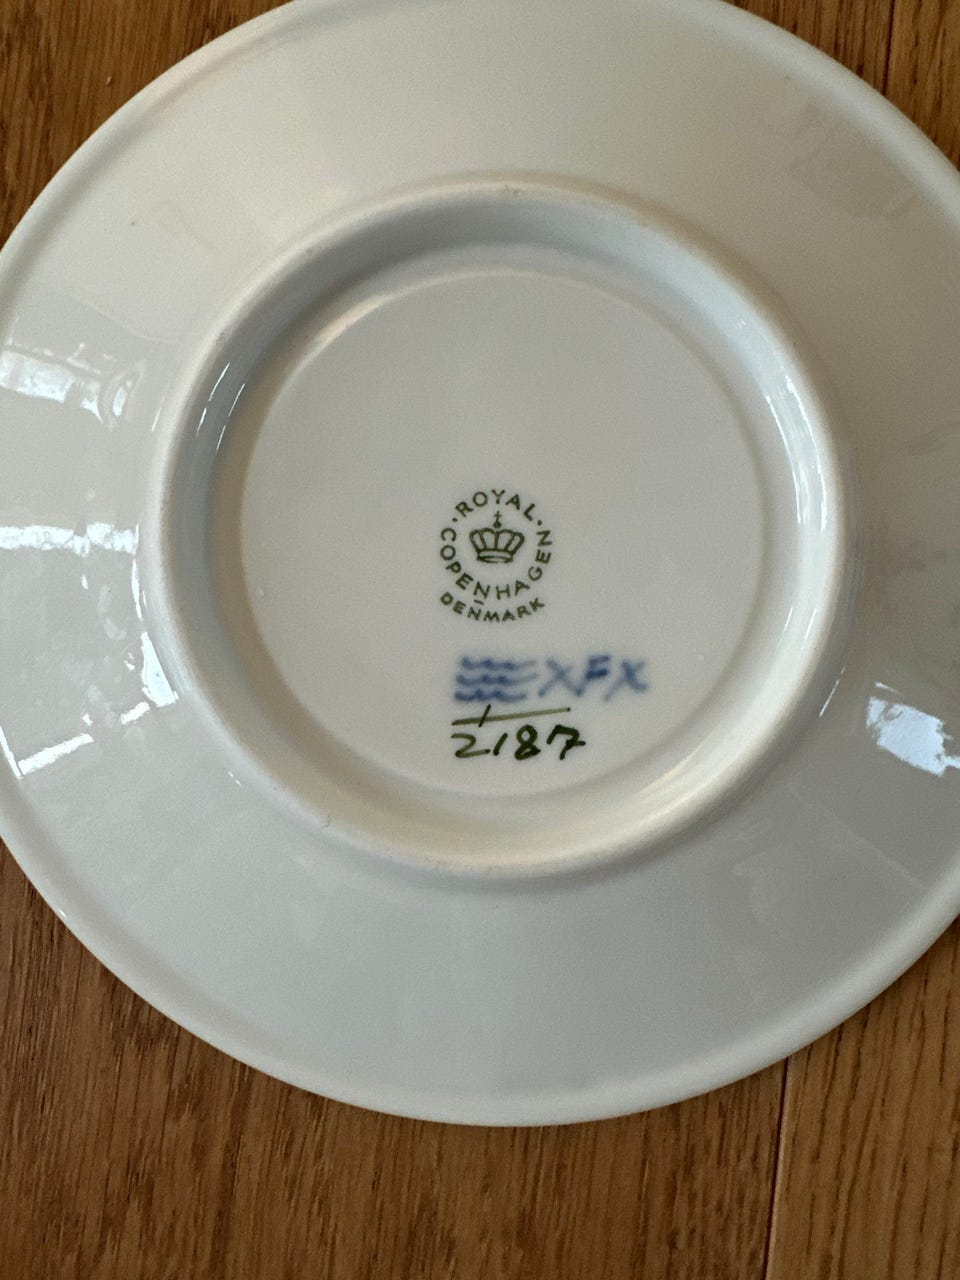 · ROYAL · COPENHAGEN
DENMARK
XFX
1/2187